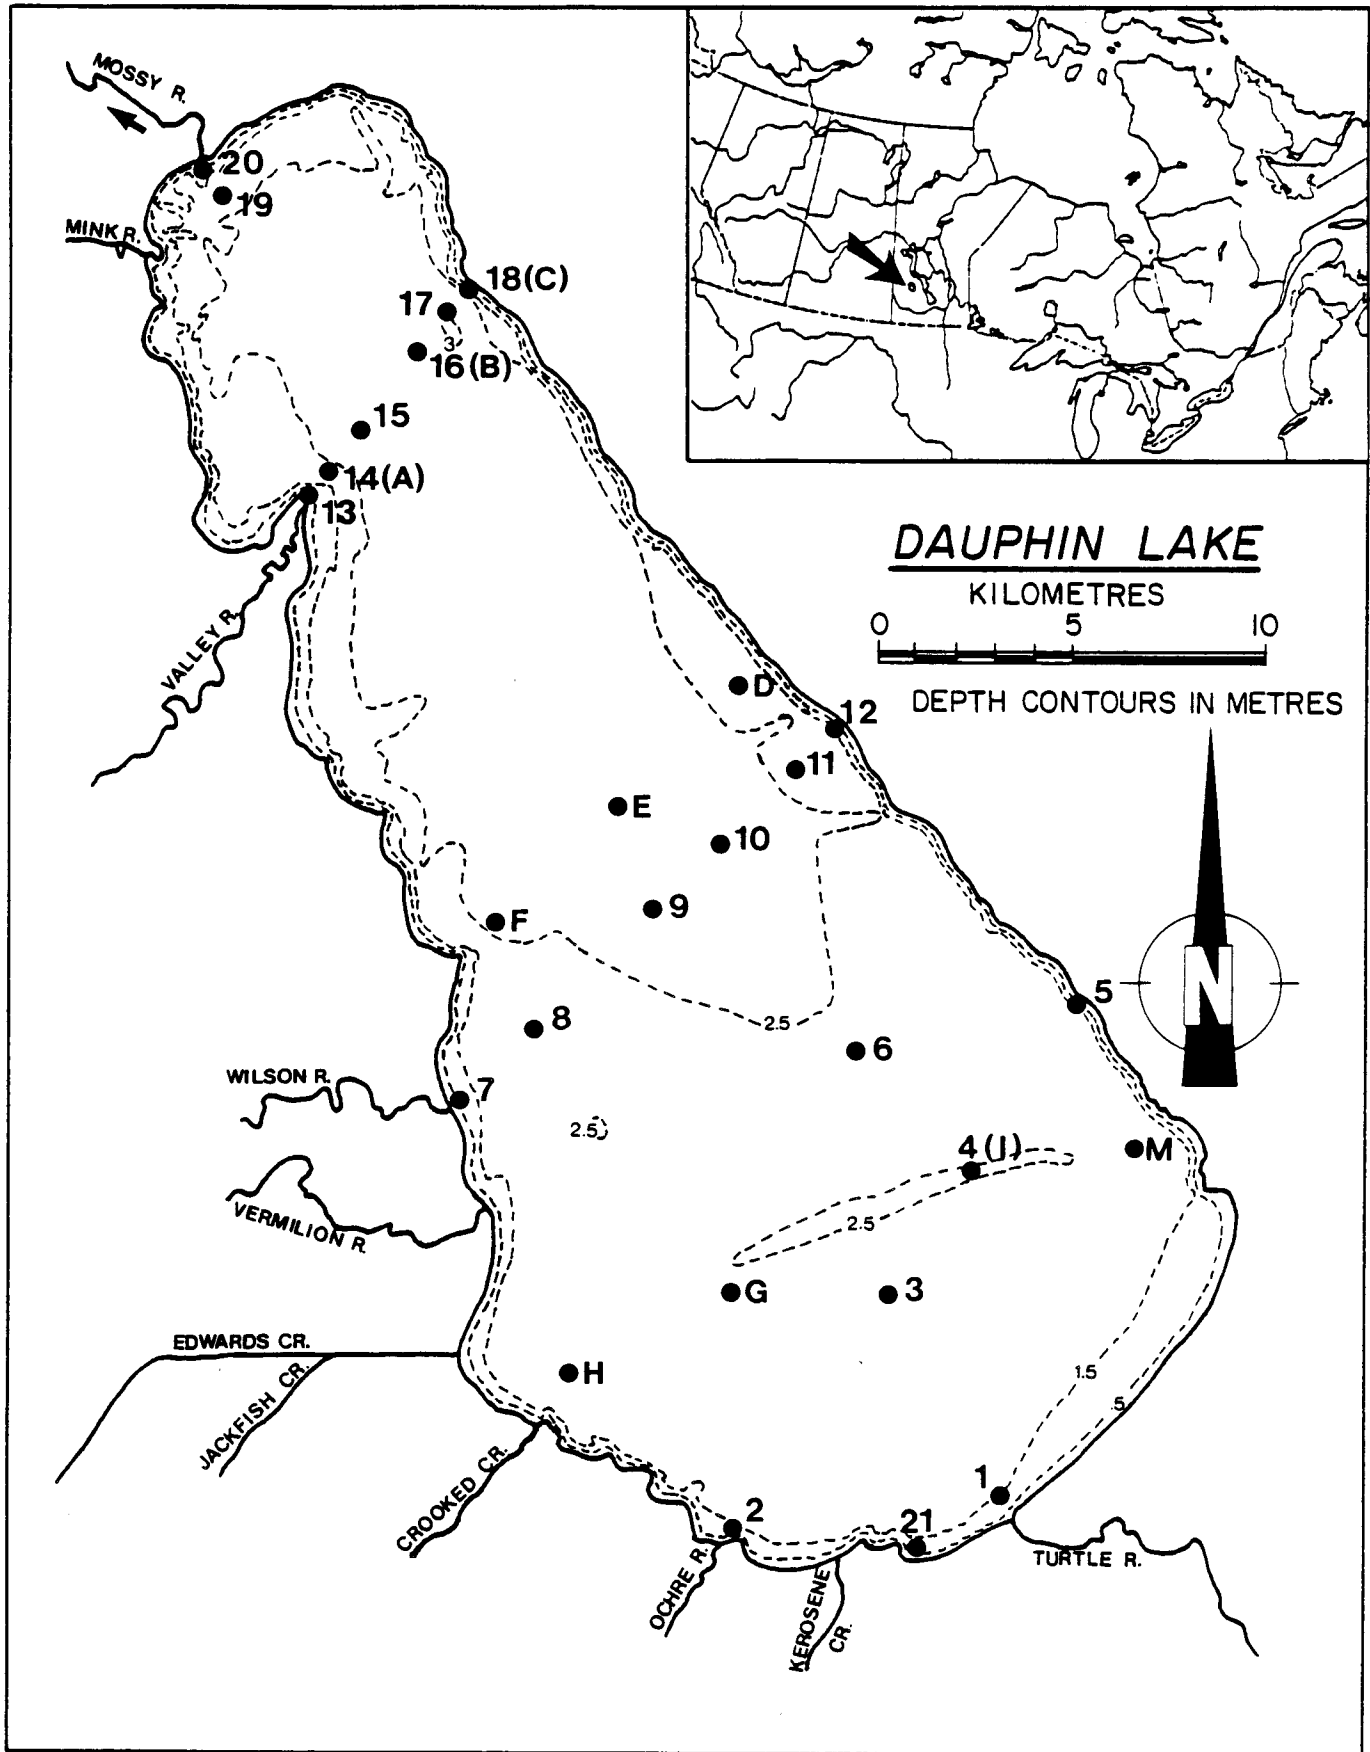 MOSSY R.
20
19
MINK R.
18(C)
17
3
16(B)
15
14(A)
13
DAUPHIN LAKE
KILOMETRES
0 5 10
VALLEY R.
DEPTH CONTOURS IN METRES
D
12
11
E
10
9
F
5
N
8
2.5
6
WILSON R.
7
2.5
4(J)
M
VERMILION R.
2.5
G
3
EDWARDS CR.
JACKFISH CR.
H
1.5
.5
CROOKED CR.
1
2
21
OCHRE R.
KEROSENE
CR.
TURTLE R.